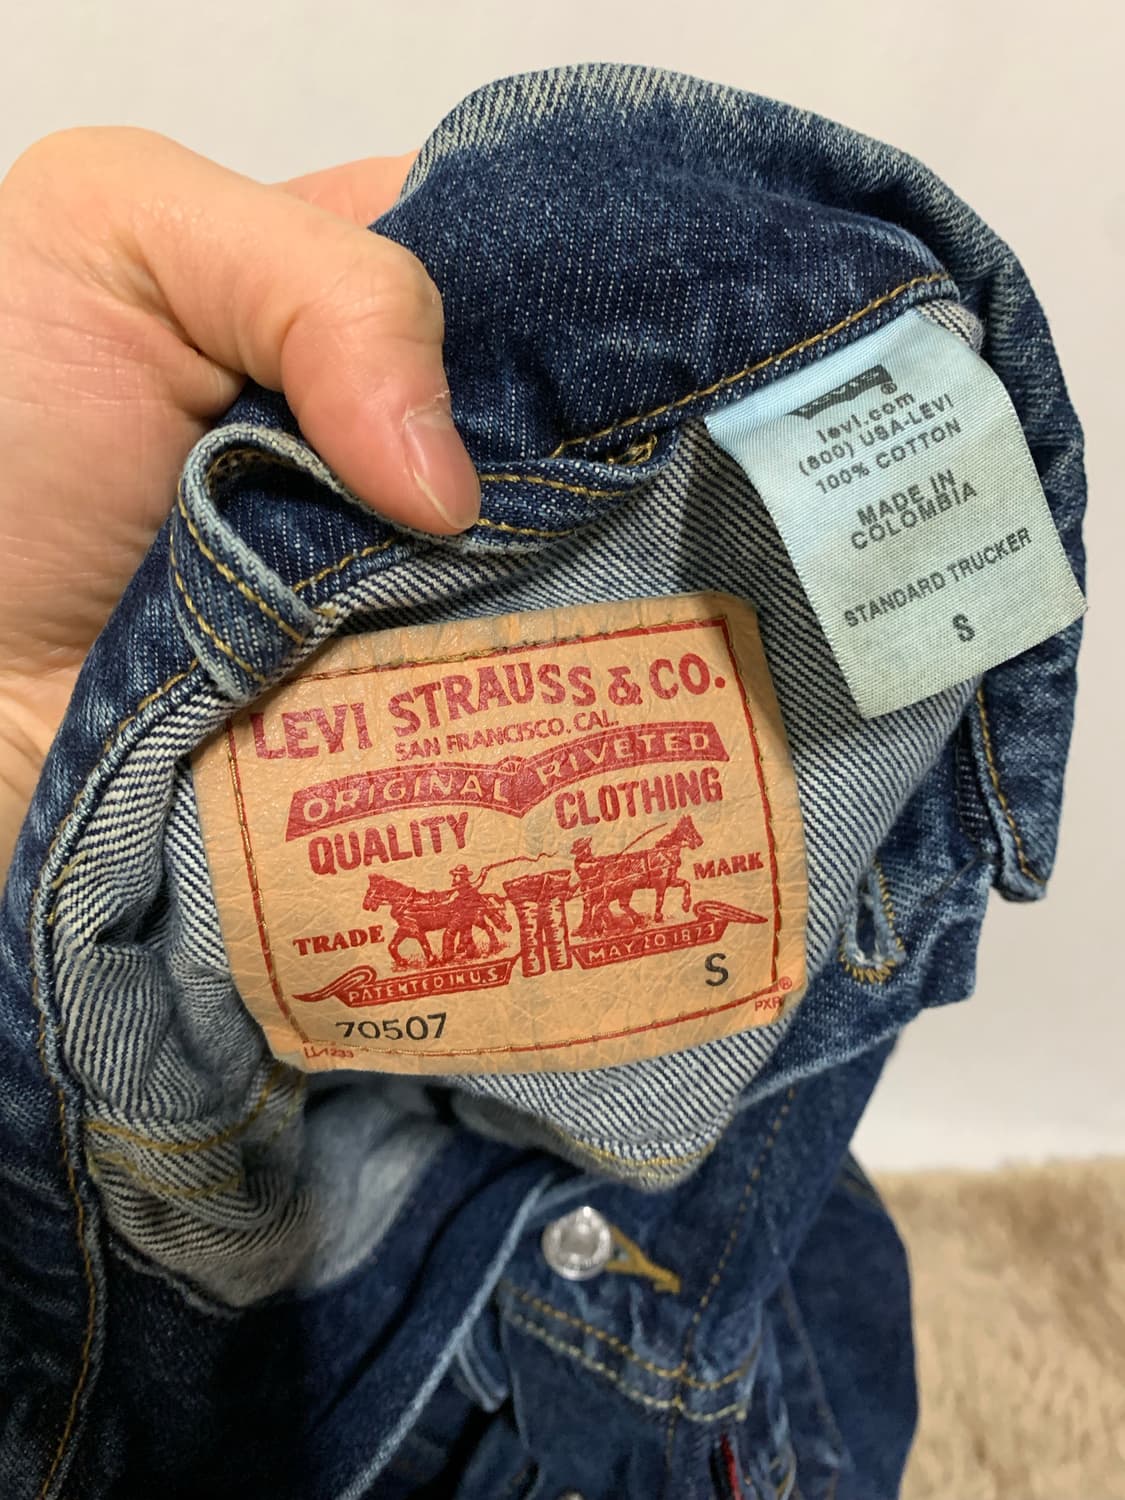 levi.com
(800) USA-LEVI
100% COTTON
MADE IN
COLOMBIA
STANDARD TRUCKER
S
LEVI STRAUSS & CO.
SAN FRANCISCO, CAL.
ORIGINAL RIVETED
QUALITY CLOTHING
TRADE MARK
PATENTED IN U.S. MAY 20 1873
S
70507
®
PXP